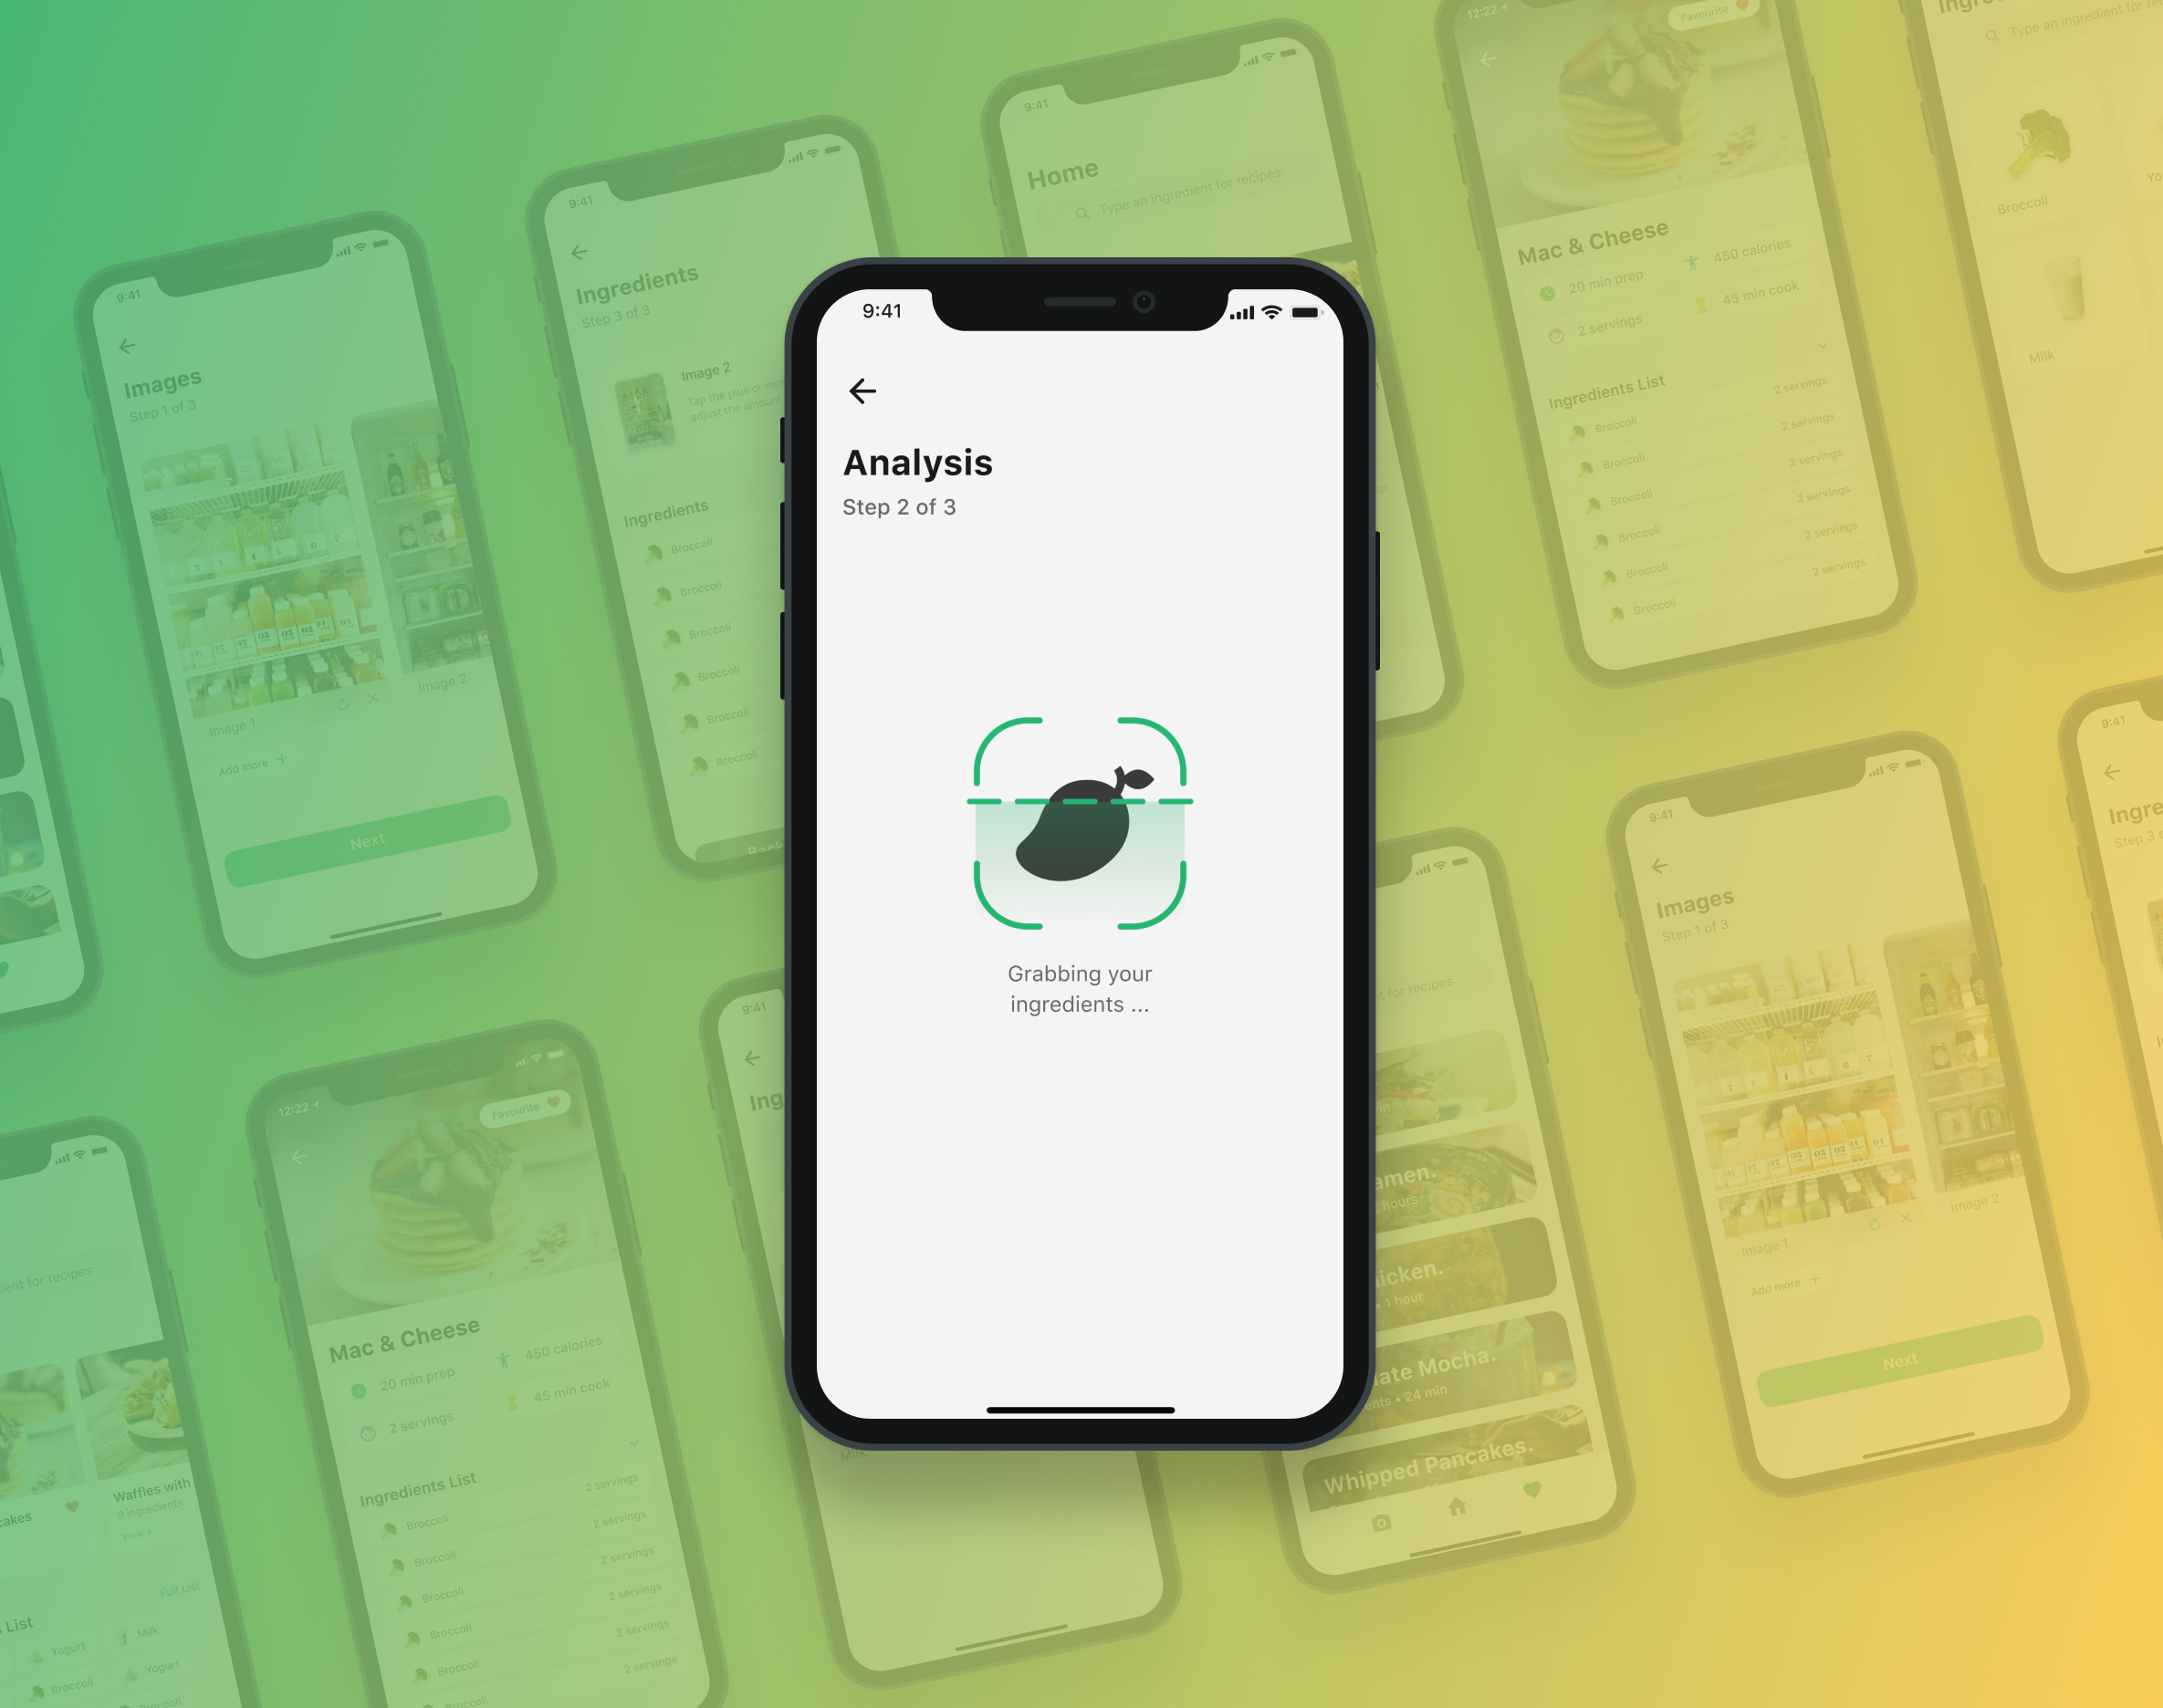 9:41
Analysis
Step 2 of 3
Grabbing your
ingredients ...
9:41
Images
Step 1 of 3
Image 1
Image 2
Add more +
Next
9:41
Ingredients
Step 3 of 3
Image 2
Tap the plus or
adjust the amount
Ingredients
Broccoli
Broccoli
Broccoli
Broccoli
Broccoli
Broccoli
Back
9:41
Home
Type an ingredient for recipes
12:22
Favourite
Mac & Cheese
20 min prep
450 calories
2 servings
45 min cook
Ingredients List
2 servings
Broccoli
2 servings
Broccoli
2 servings
Broccoli
2 servings
Broccoli
2 servings
Broccoli
2 servings
Broccoli
Type an ingredient for
Broccoli
Milk
for recipes
cakes
Waffles with
9 ingredients
View >
Full List
List
Yogurt
Milk
Broccoli
Yogurt
Broccoli
12:22
Favourite
Mac & Cheese
20 min prep
450 calories
2 servings
45 min cook
Ingredients List
2 servings
Broccoli
2 servings
Broccoli
2 servings
Broccoli
2 servings
Broccoli
2 servings
Broccoli
2 servings
Broccoli
9:41
Ing
Milk
for recipes
amen.
hours
icken.
• 1 hour
late Mocha.
ents • 24 min
Whipped Pancakes.
9:41
Images
Step 1 of 3
Image 1
Image 2
Add more +
Next
9:41
Ingre
Step 3